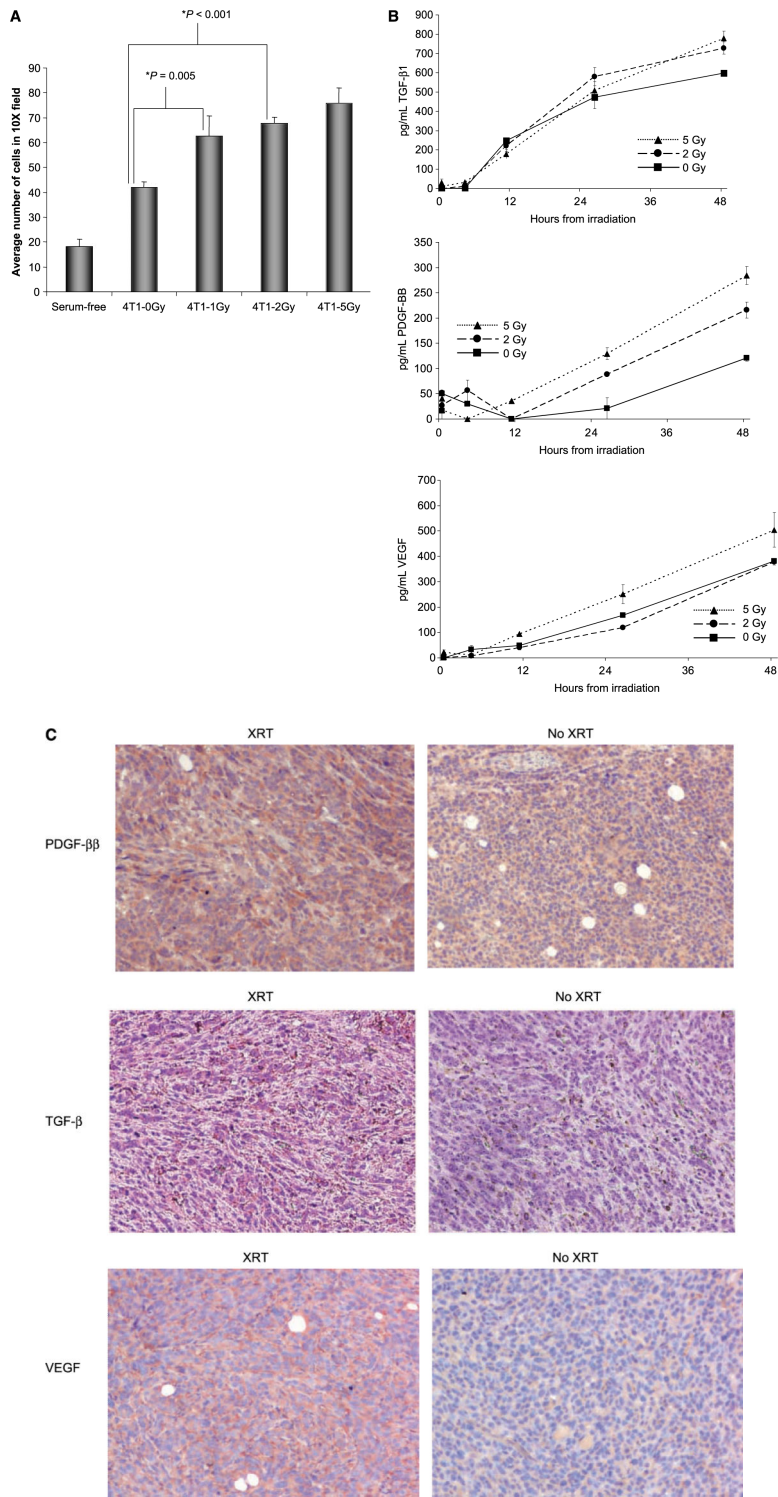 A
*P < 0.001
*P = 0.005
Average number of cells in 10X field
90
80
70
60
50
40
30
20
10
0
Serum-free 4T1-0Gy 4T1-1Gy 4T1-2Gy 4T1-5Gy
B
pg/mL TGF-β1
900
800
700
600
500
400
300
200
100
0
5 Gy
2 Gy
0 Gy
0 12 24 36 48
Hours from irradiation
pg/mL PDGF-BB
350
300
250
200
150
100
50
0
5 Gy
2 Gy
0 Gy
0 12 24 36 48
Hours from irradiation
pg/mL VEGF
700
600
500
400
300
200
100
0
5 Gy
2 Gy
0 Gy
0 12 24 36 48
Hours from irradiation
C
XRT No XRT
PDGF-ββ
XRT No XRT
TGF-β
XRT No XRT
VEGF